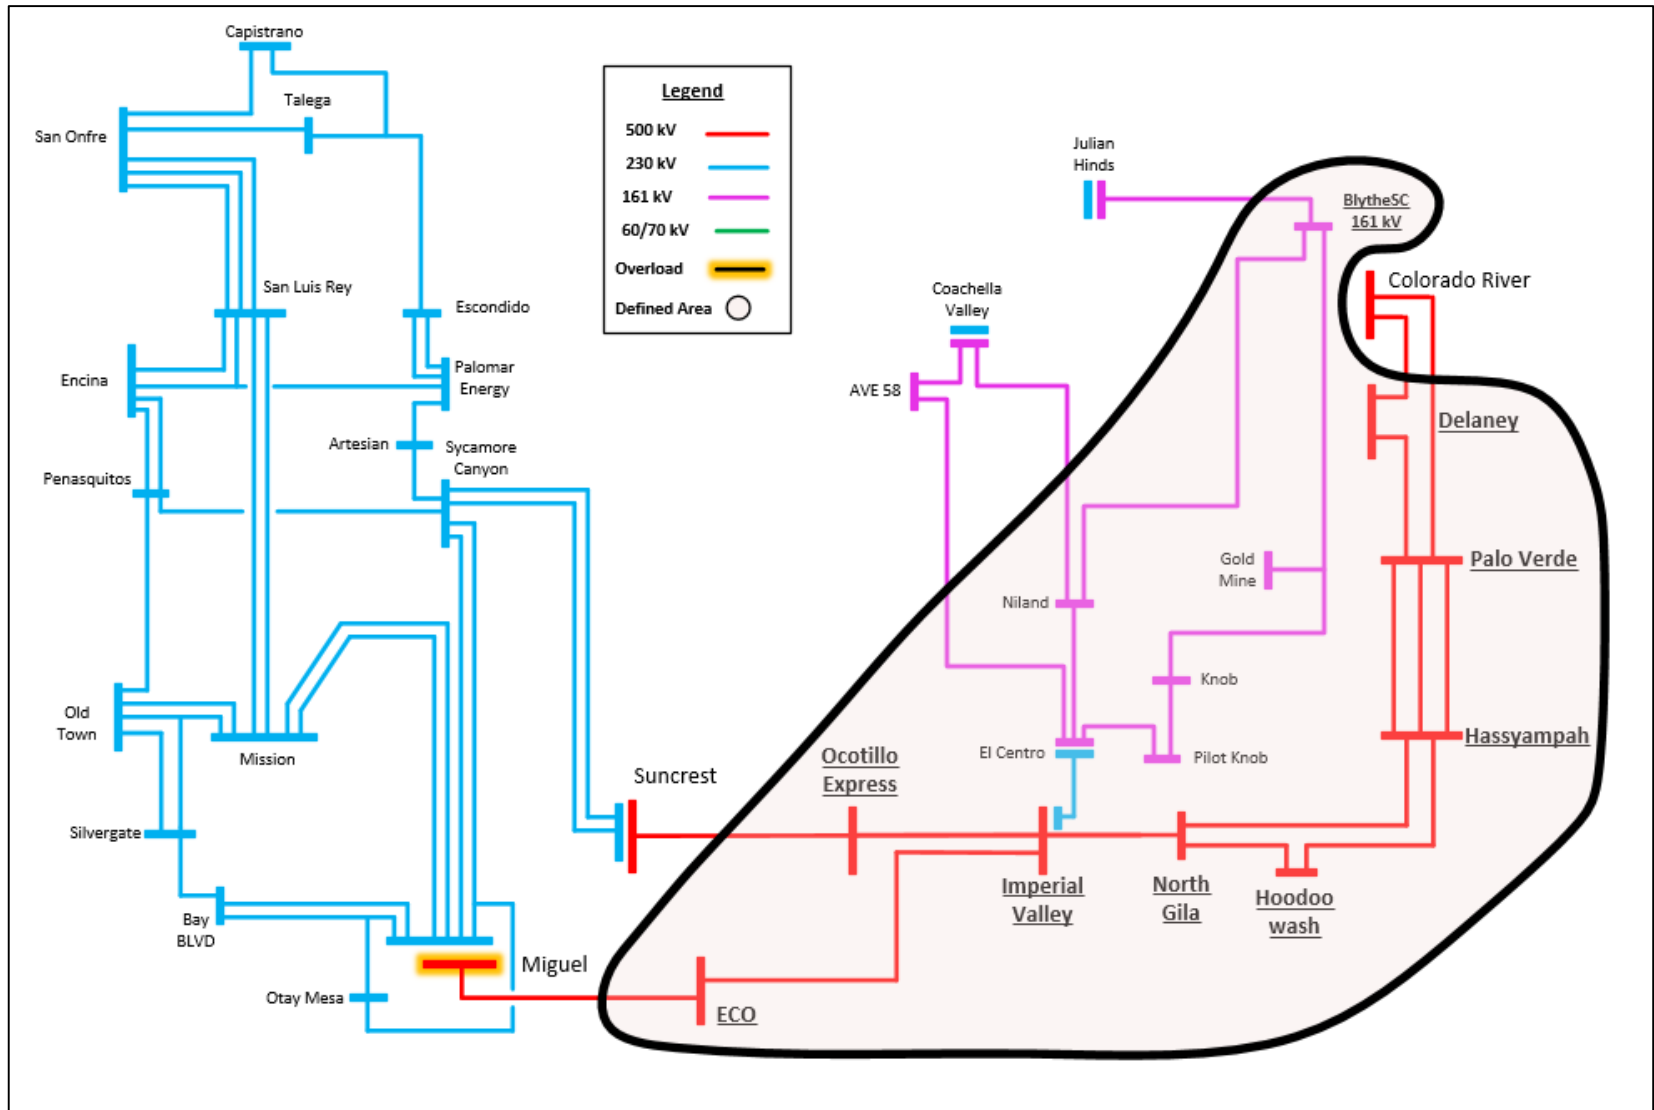 Capistrano
Talega
San Onfre
San Luis Rey
Escondido
Encina
Palomar
Energy
Artesian
Sycamore
Canyon
Penasquitos
Old
Town
Mission
Silvergate
Bay
BLVD
Otay Mesa
Miguel
Suncrest
Legend
500 kV
230 kV
161 kV
60/70 kV
Overload
Defined Area
Julian
Hinds
BlytheSC
161 kV
Colorado River
Coachella
Valley
AVE 58
Delaney
Gold
Mine
Palo Verde
Niland
Knob
Hassyampah
El Centro
Pilot Knob
Ocotillo
Express
Imperial
Valley
North
Gila
Hoodoo
wash
ECO